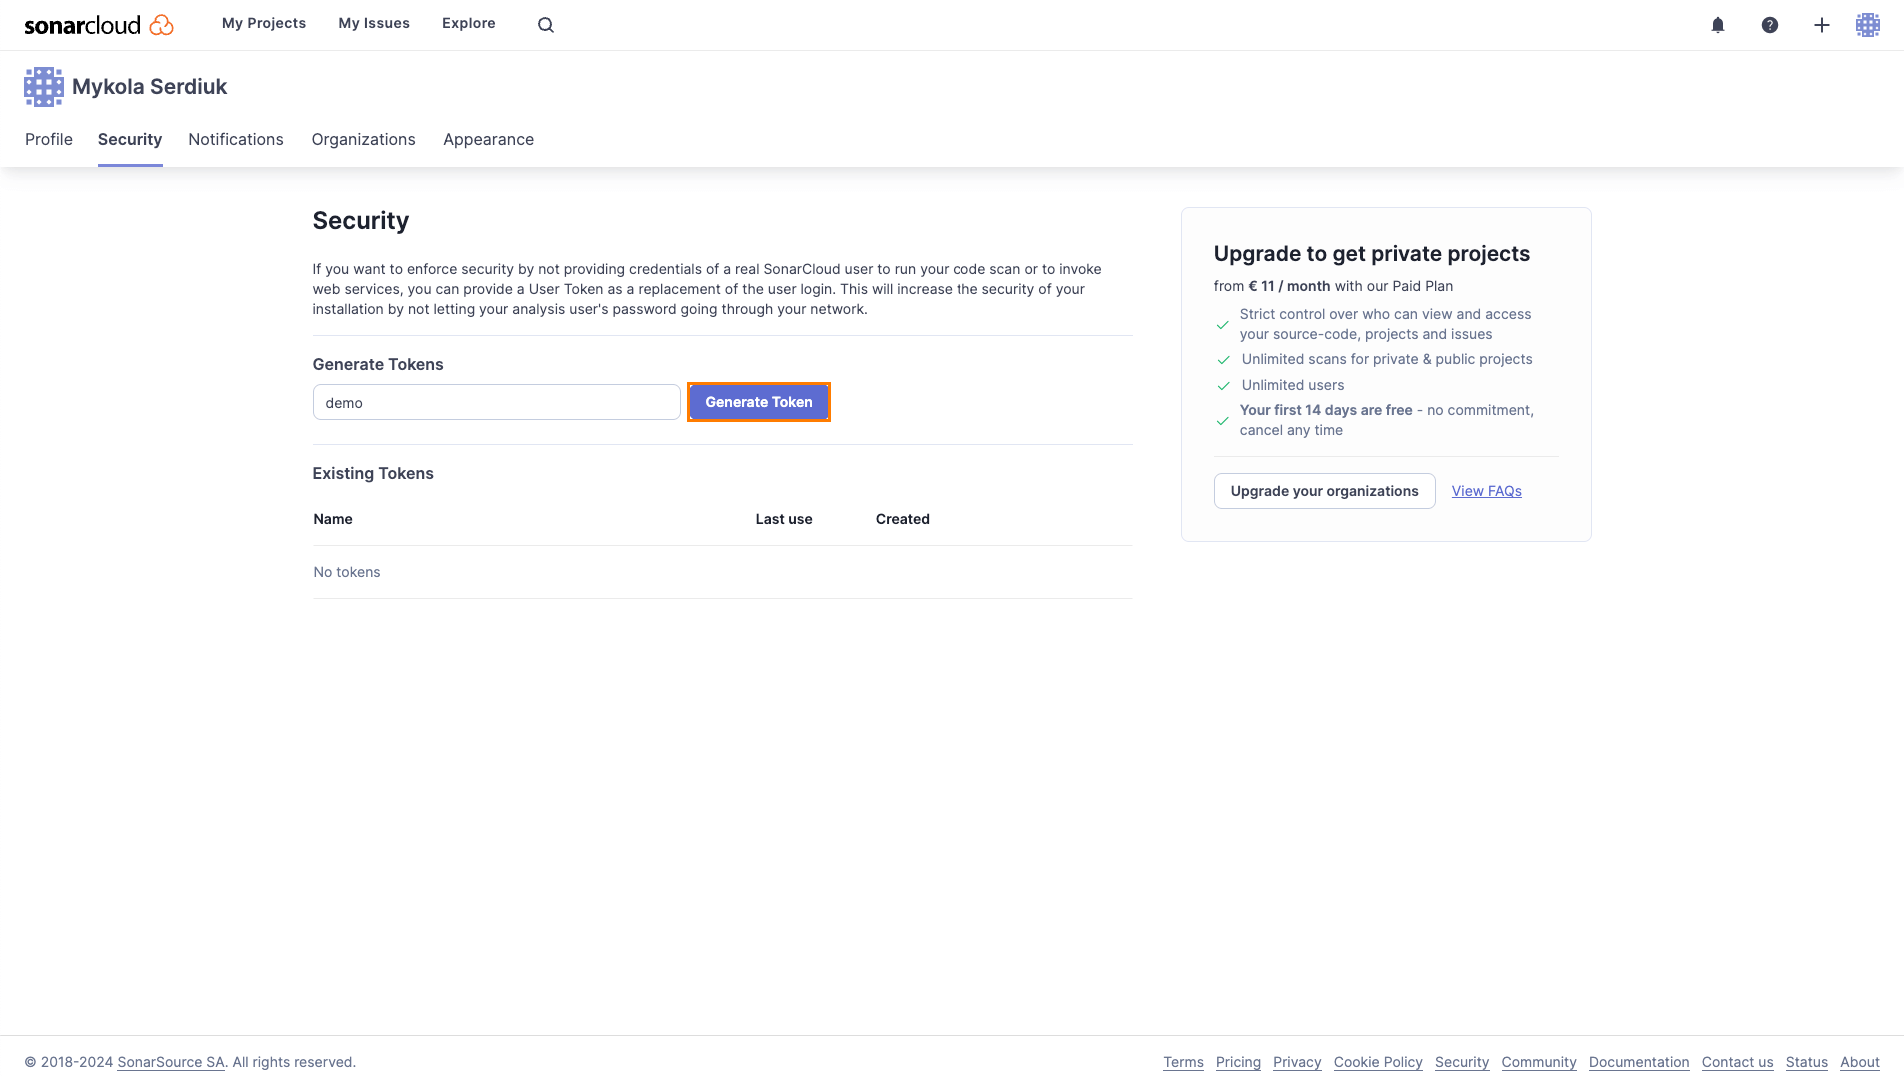 sonarcloud
My Projects My Issues Explore
Mykola Serdiuk
Profile Security Notifications Organizations Appearance
Security
If you want to enforce security by not providing credentials of a real SonarCloud user to run your code scan or to invoke
web services, you can provide a User Token as a replacement of the user login. This will increase the security of your
installation by not letting your analysis user's password going through your network.
Generate Tokens
demo Generate Token
Existing Tokens
Name Last use Created
No tokens
Upgrade to get private projects
from € 11 / month with our Paid Plan
Strict control over who can view and access
your source-code, projects and issues
Unlimited scans for private & public projects
Unlimited users
Your first 14 days are free - no commitment,
cancel any time
Upgrade your organizations View FAQs
© 2018-2024 SonarSource SA. All rights reserved.
Terms Pricing Privacy Cookie Policy Security Community Documentation Contact us Status About